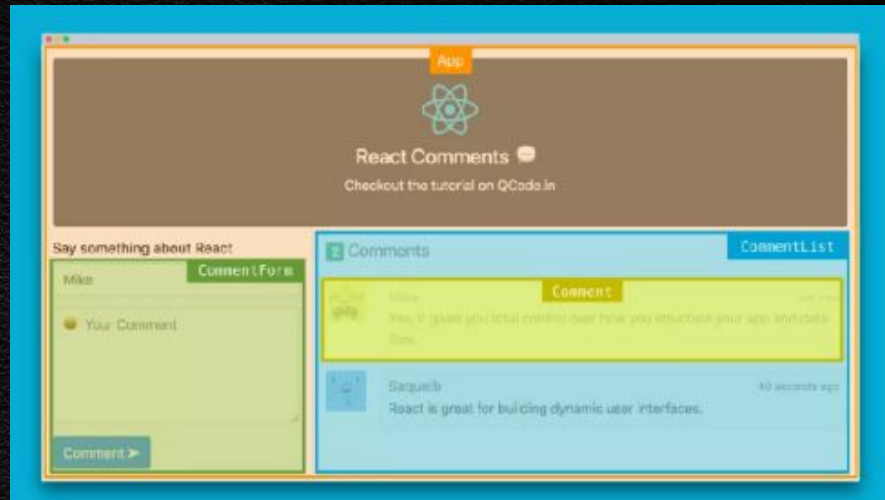 App
React Comments
Checkout the tutorial on QCode.in
Say something about React
CommentForm
Mike
Your Comment
Comment ➤
2 Comments
CommentList
Comment
Mike
Yes, it gives you total control over how you structure your app and data
flow.
Saqueib
40 seconds ago
React is great for building dynamic user interfaces.